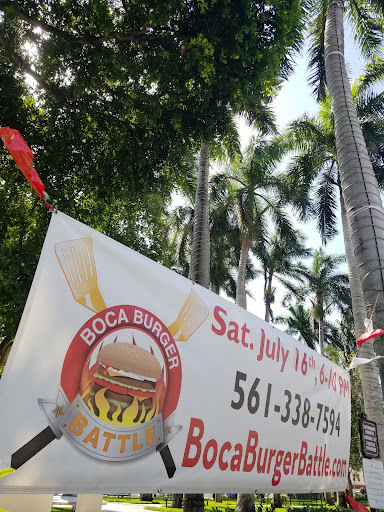 BOCA BURGER
BATTLE
Sat. July 16th, 6-10 PM
561-338-7594
BocaBurgerBattle.com